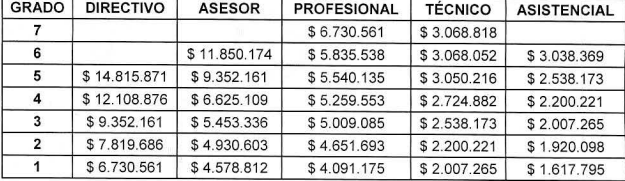 GRADO DIRECTIVO ASESOR PROFESIONAL TÉCNICO ASISTENCIAL
7 $ 6.730.561 $ 3.068.818
6 $ 11.850.174 $ 5.835.538 $ 3.068.052 $ 3.038.369
5 $ 14.815.871 $ 9.352.161 $ 5.540.135 $ 3.050.216 $ 2.538.173
4 $ 12.108.876 $ 6.625.109 $ 5.259.553 $ 2.724.882 $ 2.200.221
3 $ 9.352.161 $ 5.453.336 $ 5.009.085 $ 2.538.173 $ 2.007.265
2 $ 7.819.686 $ 4.930.603 $ 4.651.693 $ 2.200.221 $ 1.920.098
1 $ 6.730.561 $ 4.578.812 $ 4.091.175 $ 2.007.265 $ 1.617.795